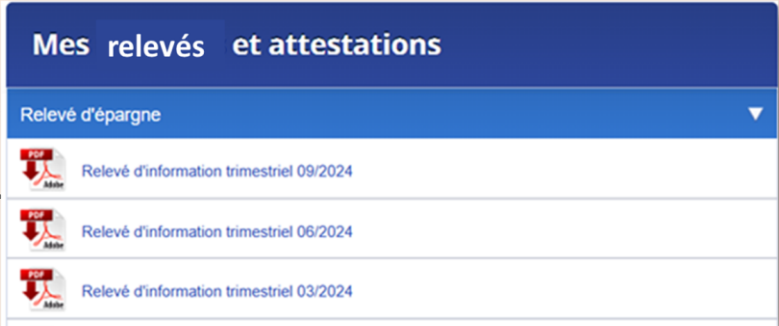 Mes relevés et attestations
Relevé d'épargne
PDF
Adobe
Relevé d'information trimestriel 09/2024
PDF
Adobe
Relevé d'information trimestriel 06/2024
PDF
Adobe
Relevé d'information trimestriel 03/2024